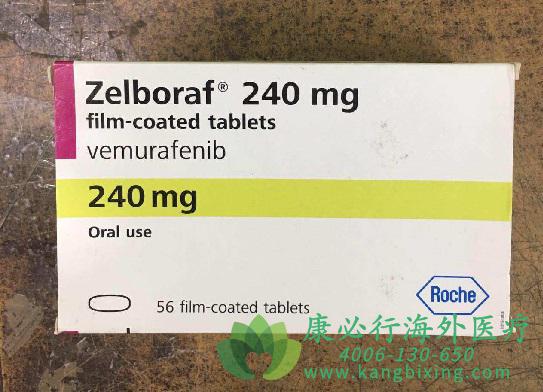 Zelboraf® 240 mg
film-coated tablets
vemurafenib
240 mg
Oral use
56 film-coated tablets
Roche
康必行海外医疗
4006-130-650
www.kangbixing.com